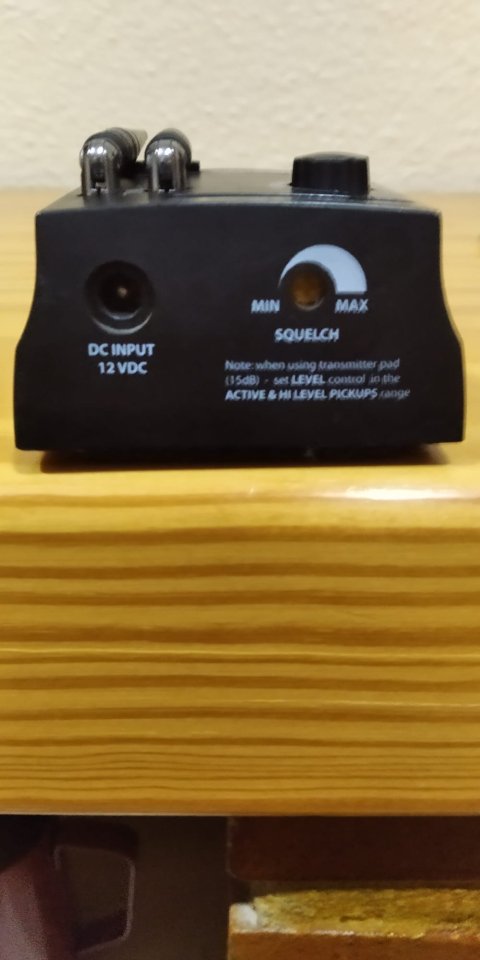 DC INPUT
12 VDC
MIN MAX
SQUELCH
Note: when using transmitter pad
(15dB) - set LEVEL control in the
ACTIVE & HI LEVEL PICKUPS range